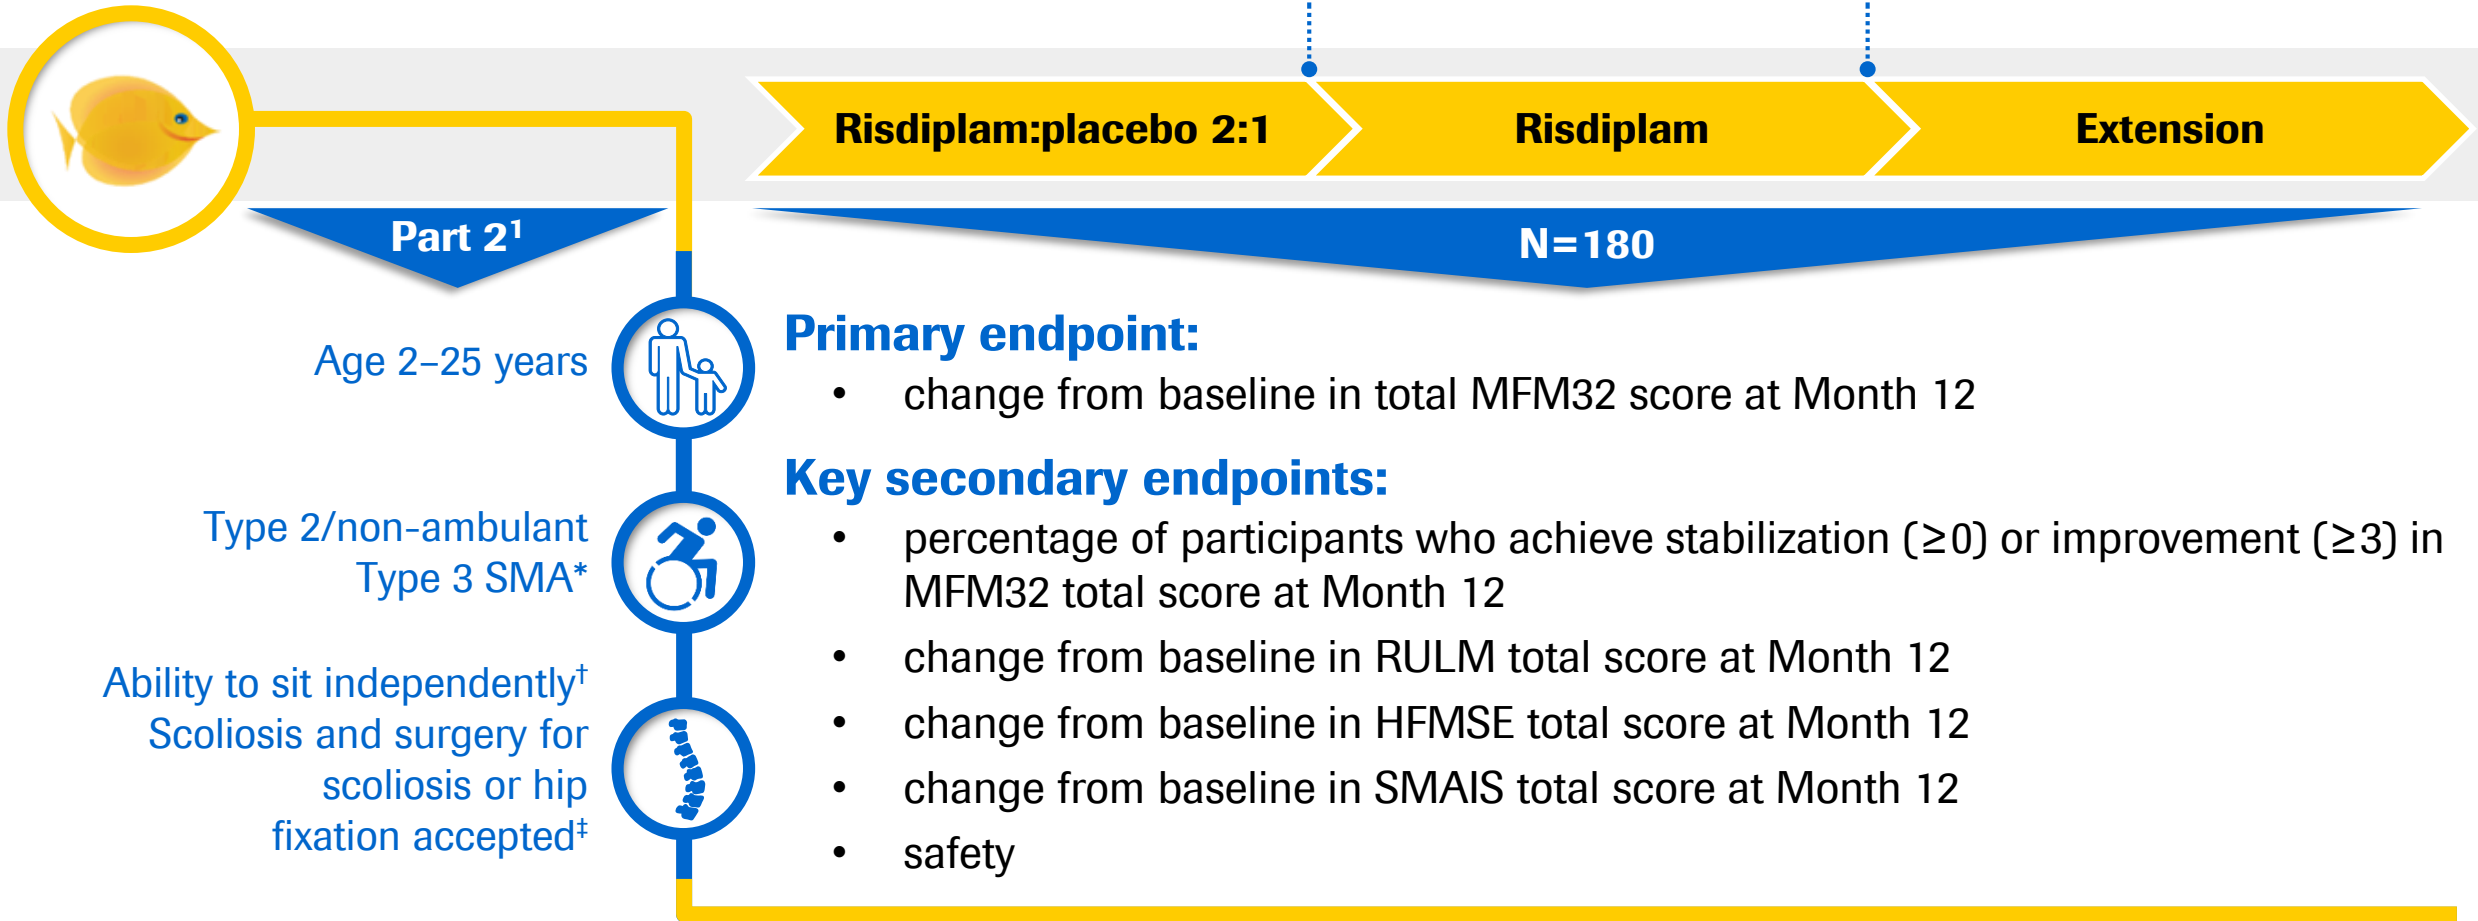 Risdiplam:placebo 2:1
Risdiplam
Extension
Part 2¹
N=180
Age 2–25 years
Type 2/non-ambulant
Type 3 SMA*
Ability to sit independently†
Scoliosis and surgery for
scoliosis or hip
fixation accepted‡
Primary endpoint:
• change from baseline in total MFM32 score at Month 12
Key secondary endpoints:
• percentage of participants who achieve stabilization (≥0) or improvement (≥3) in
MFM32 total score at Month 12
• change from baseline in RULM total score at Month 12
• change from baseline in HFMSE total score at Month 12
• change from baseline in SMAIS total score at Month 12
• safety